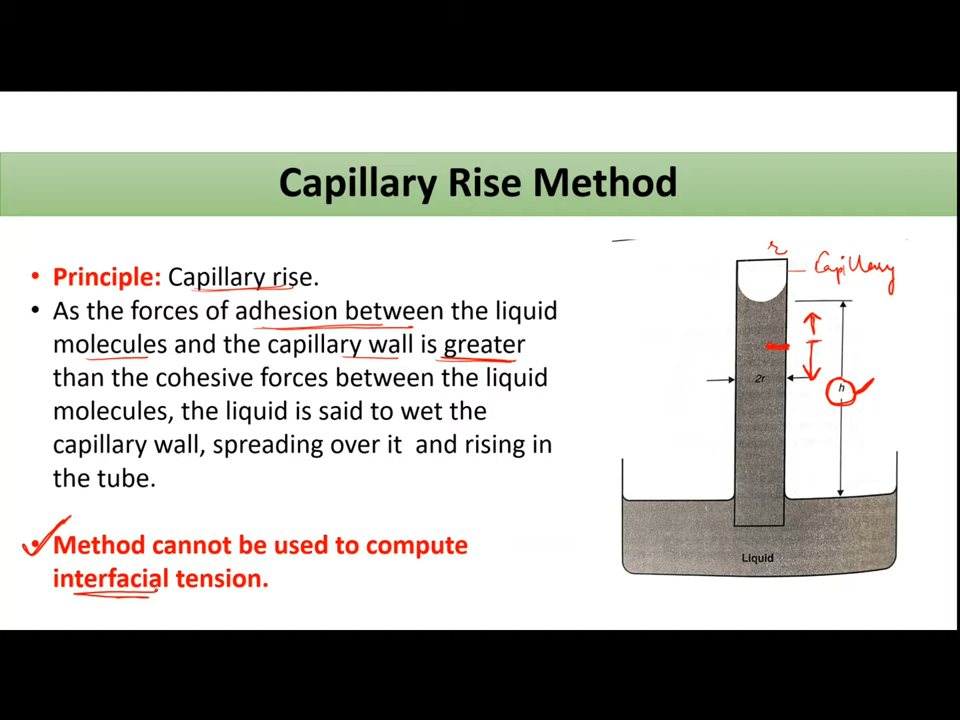 Capillary Rise Method
• Principle: Capillary rise.
• As the forces of adhesion between the liquid
molecules and the capillary wall is greater
than the cohesive forces between the liquid
molecules, the liquid is said to wet the
capillary wall, spreading over it and rising in
the tube.
• Method cannot be used to compute
interfacial tension.
r
Capillary
2r
h
Liquid